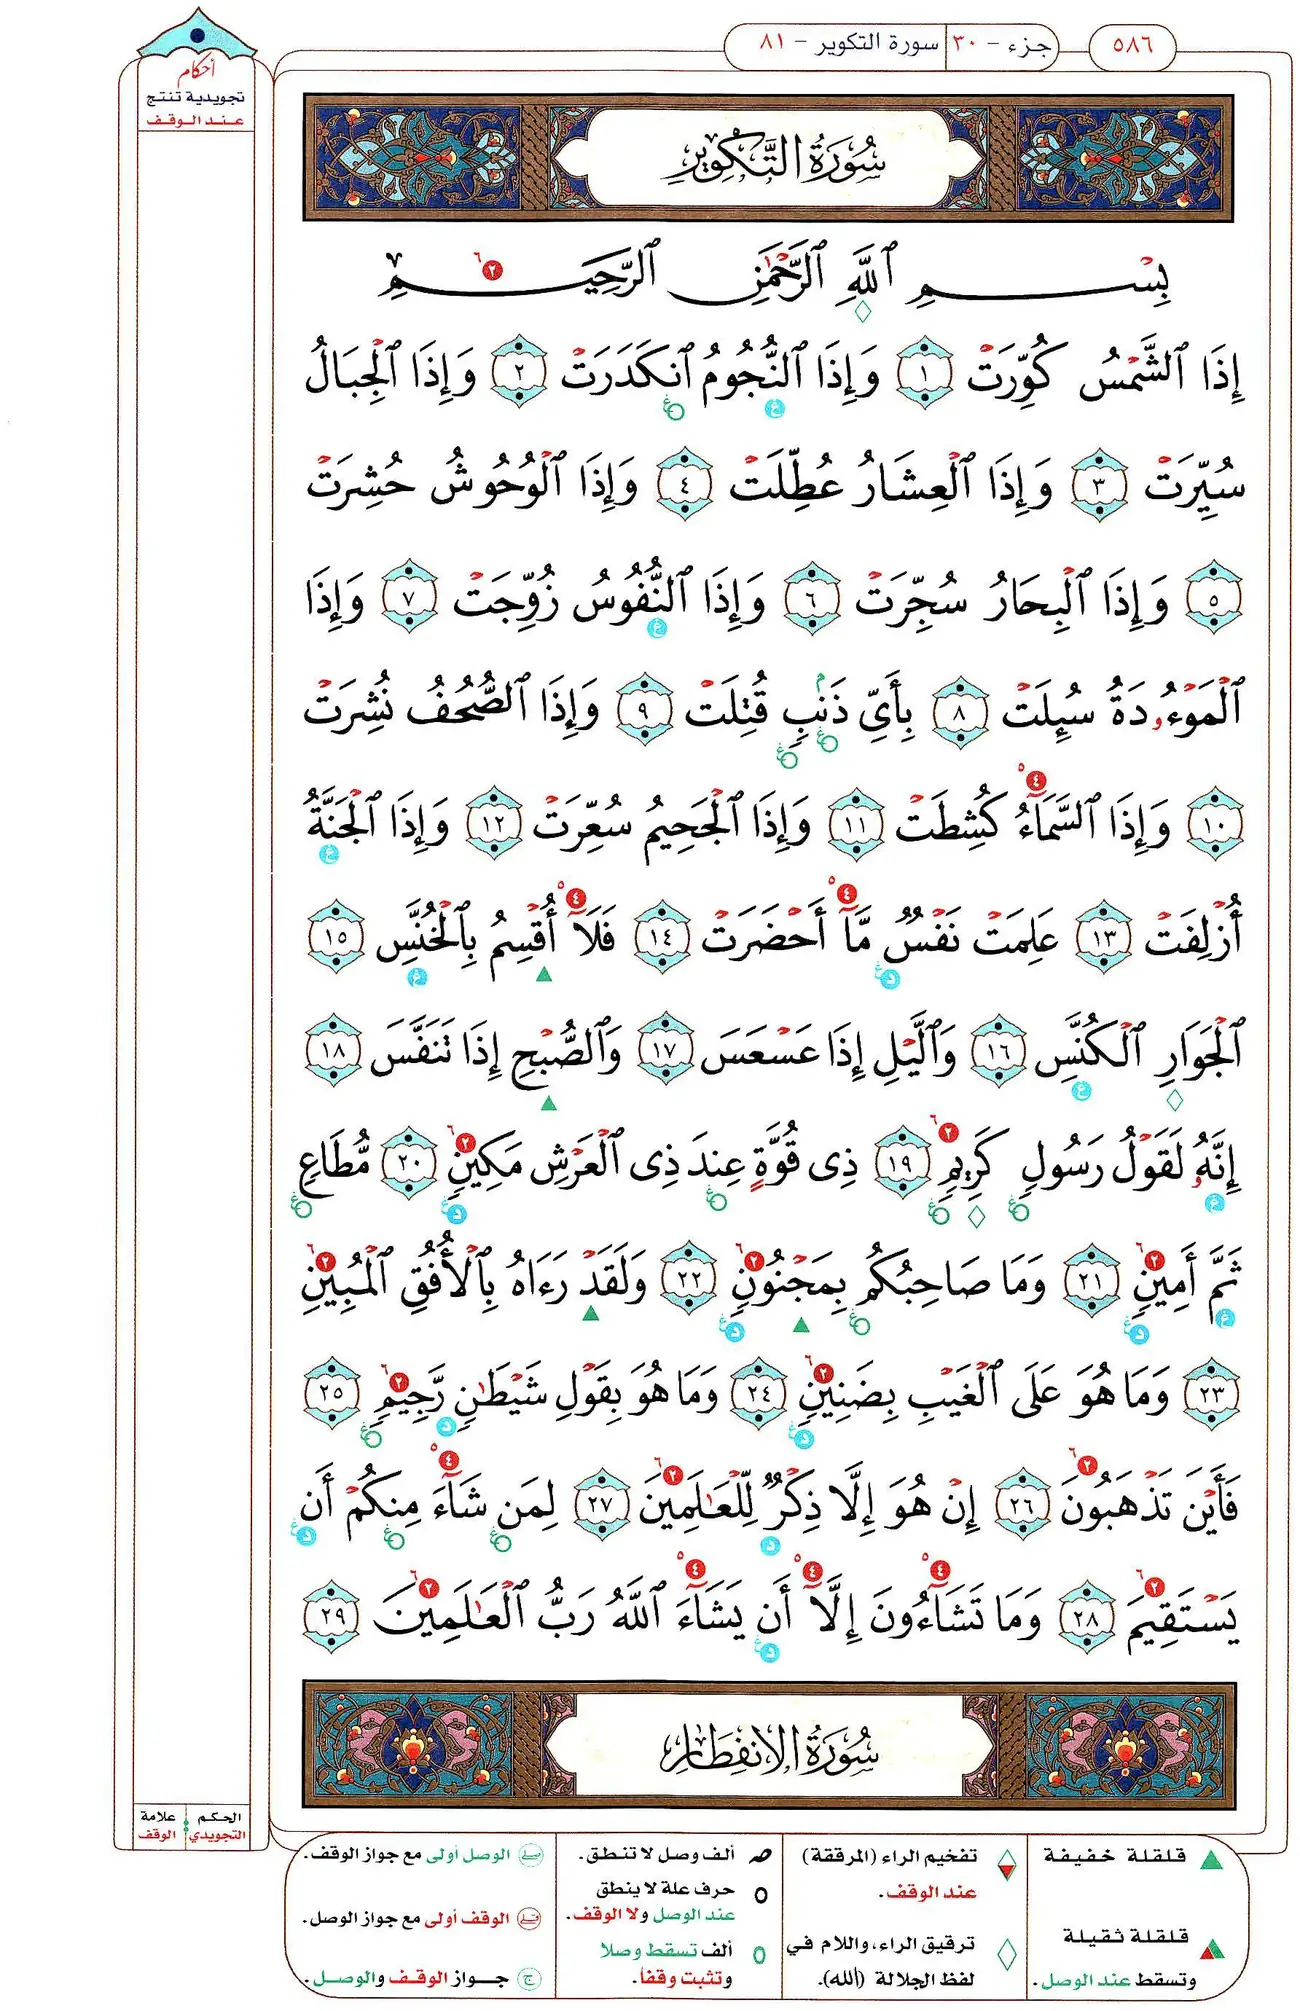 ٥٨٦
جزء - ٣٠
سورة التكوير - ٨١
أحكام
تجويدية تنتج
عند الوقف
سُورَةُ التَّكْوِيرِ
بِسْمِ ٱللَّهِ ٱلرَّحْمَٰنِ ٱلرَّحِيمِ
إِذَا ٱلشَّمْسُ كُوِّرَتْ ١ وَإِذَا ٱلنُّجُومُ ٱنكَدَرَتْ ٢ وَإِذَا ٱلْجِبَالُ
سُيِّرَتْ ٣ وَإِذَا ٱلْعِشَارُ عُطِّلَتْ ٤ وَإِذَا ٱلْوُحُوشُ حُشِرَتْ
٥ وَإِذَا ٱلْبِحَارُ سُجِّرَتْ ٦ وَإِذَا ٱلنُّفُوسُ زُوِّجَتْ ٧ وَإِذَا
ٱلْمَوْءُۥدَةُ سُئِلَتْ ٨ بِأَىِّ ذَنۢبٍ قُتِلَتْ ٩ وَإِذَا ٱلصُّحُفُ نُشِرَتْ
١٠ وَإِذَا ٱلسَّمَآءُ كُشِطَتْ ١١ وَإِذَا ٱلْجَحِيمُ سُعِّرَتْ ١٢ وَإِذَا ٱلْجَنَّةُ
أُزْلِفَتْ ١٣ عَلِمَتْ نَفْسٌ مَّآ أَحْضَرَتْ ١٤ فَلَآ أُقْسِمُ بِٱلْخُنَّسِ ١٥
ٱلْجَوَارِ ٱلْكُنَّسِ ١٦ وَٱلَّيْلِ إِذَا عَسْعَسَ ١٧ وَٱلصُّبْحِ إِذَا تَنَفَّسَ ١٨
إِنَّهُۥ لَقَوْلُ رَسُولٍ كَرِيمٍ ١٩ ذِى قُوَّةٍ عِندَ ذِى ٱلْعَرْشِ مَكِينٍ ٢٠ مُّطَاعٍ
ثَمَّ أَمِينٍ ٢١ وَمَا صَاحِبُكُم بِمَجْنُونٍ ٢٢ وَلَقَدْ رَءَاهُ بِٱلْأُفُقِ ٱلْمُبِينِ
٢٣ وَمَا هُوَ عَلَى ٱلْغَيْبِ بِضَنِينٍ ٢٤ وَمَا هُوَ بِقَوْلِ شَيْطَٰنٍ رَّجِيمٍ ٢٥
فَأَيْنَ تَذْهَبُونَ ٢٦ إِنْ هُوَ إِلَّا ذِكْرٌ لِّلْعَٰلَمِينَ ٢٧ لِمَن شَآءَ مِنكُمْ أَن
يَسْتَقِيمَ ٢٨ وَمَا تَشَآءُونَ إِلَّآ أَن يَشَآءَ ٱللَّهُ رَبُّ ٱلْعَٰلَمِينَ ٢٩
سُورَةُ الِانفِطَارِ
الحكم التجويدي
علامة الوقف
قلقلة خفيفة
قلقلة ثقيلة
وتسقط عند الوصل.
تفخيم الراء (المرققة)
عند الوقف.
ترقيق الراء، واللام في
لفظ الجلالة (الله).
ألف وصل لا تنطق.
حرف علة لا ينطق
عند الوصل ولا الوقف.
ألف تسقط وصلا
وتثبت وقفاً.
صلى الوصل أولى مع جواز الوقف.
قلى الوقف أولى مع جواز الوصل.
ج جواز الوقف والوصل.